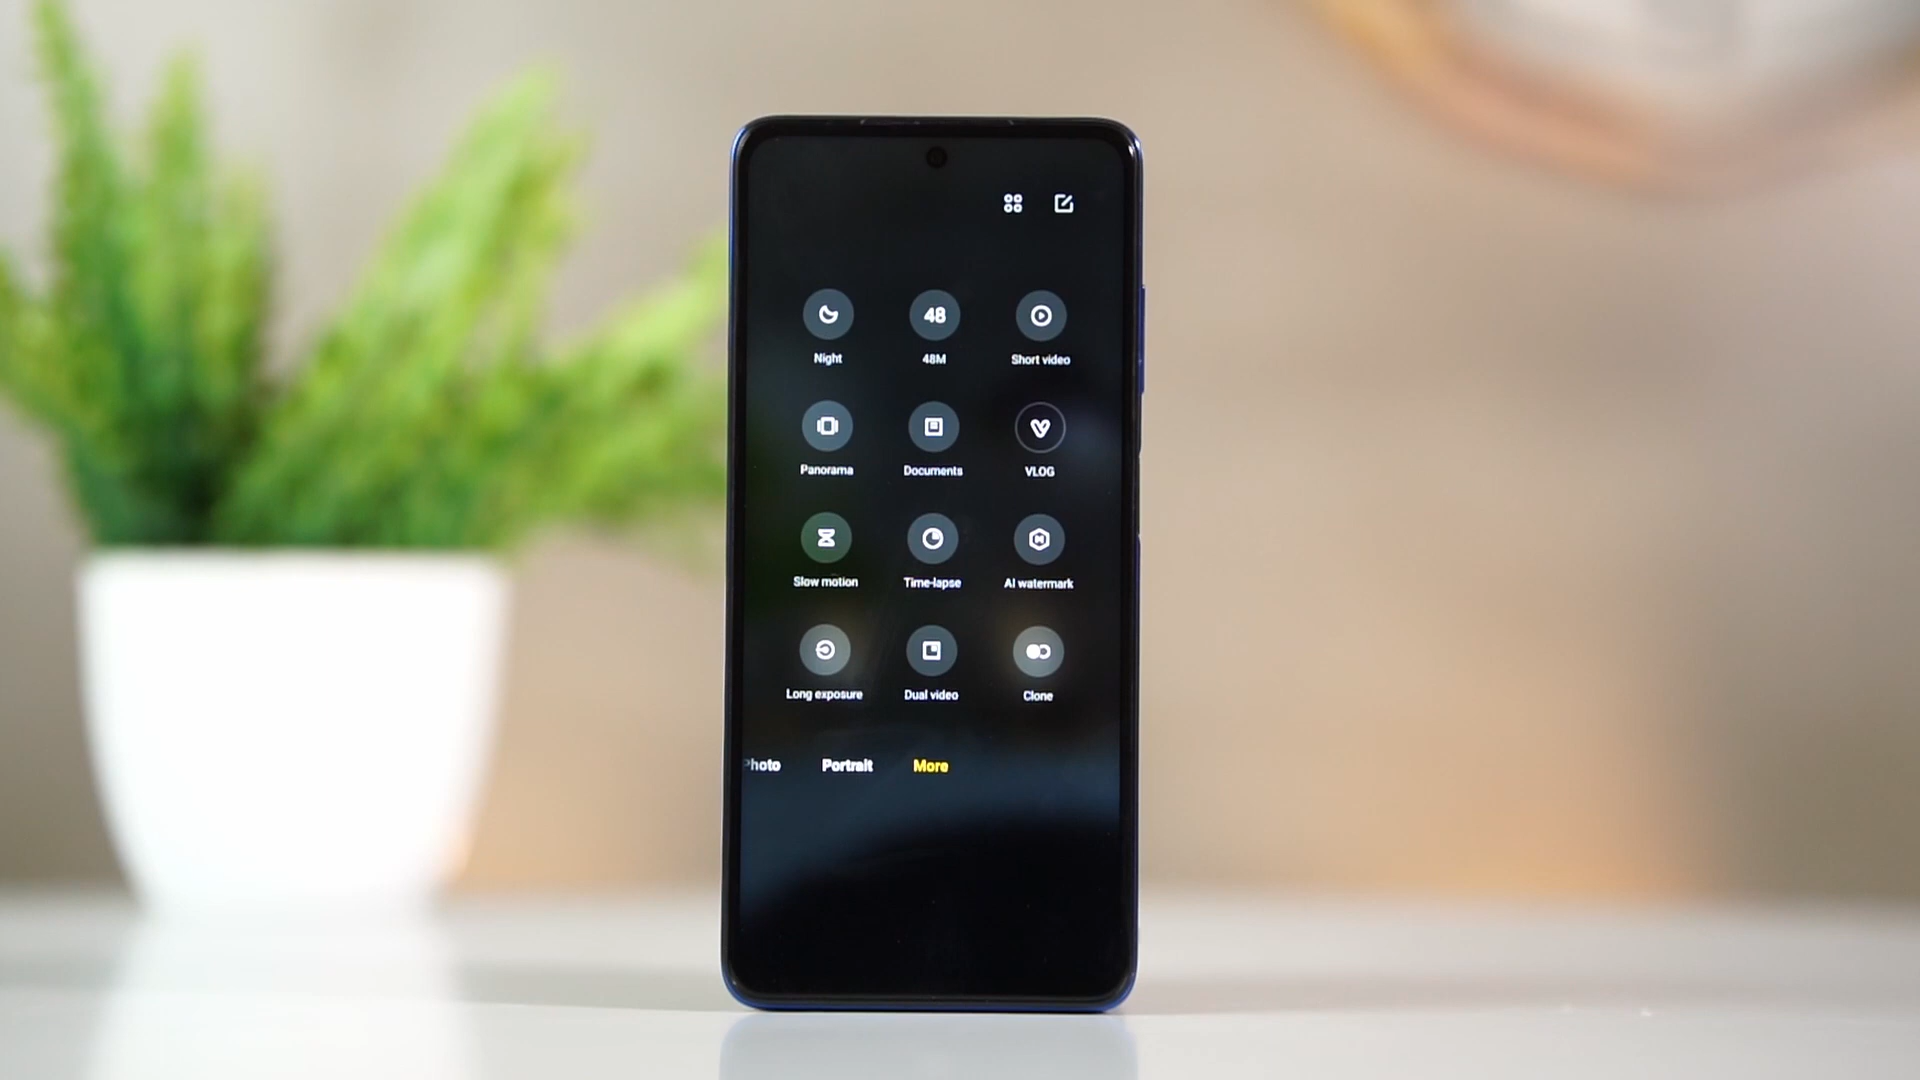 48
Night
48M
Short video
Panorama
Documents
VLOG
Slow motion
Time-lapse
AI watermark
Long exposure
Dual video
Clone
Photo
Portrait
More